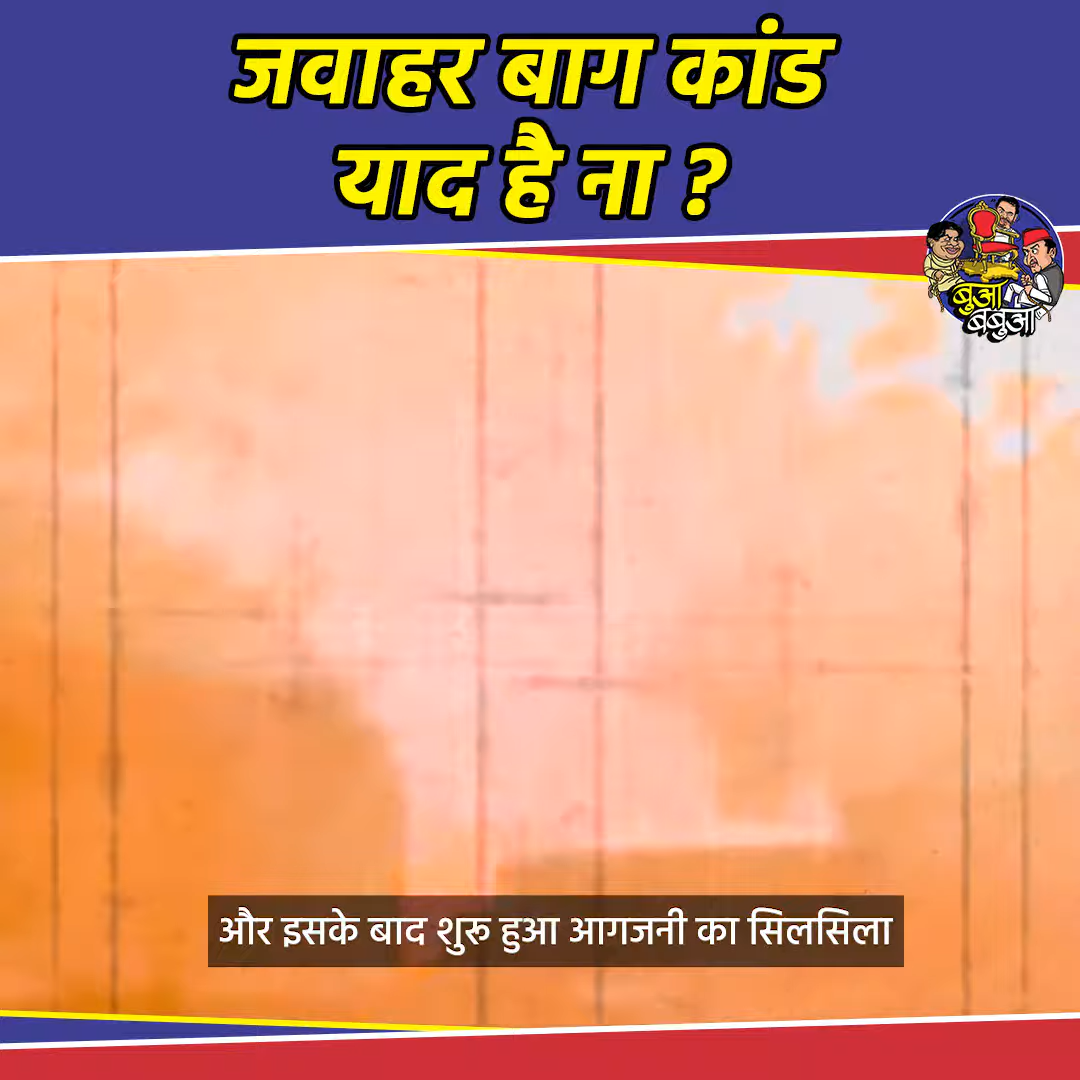 जवाहर बाग कांड
याद है ना ?
बुआ
बबुआ
और इसके बाद शुरू हुआ आगजनी का सिलसिला